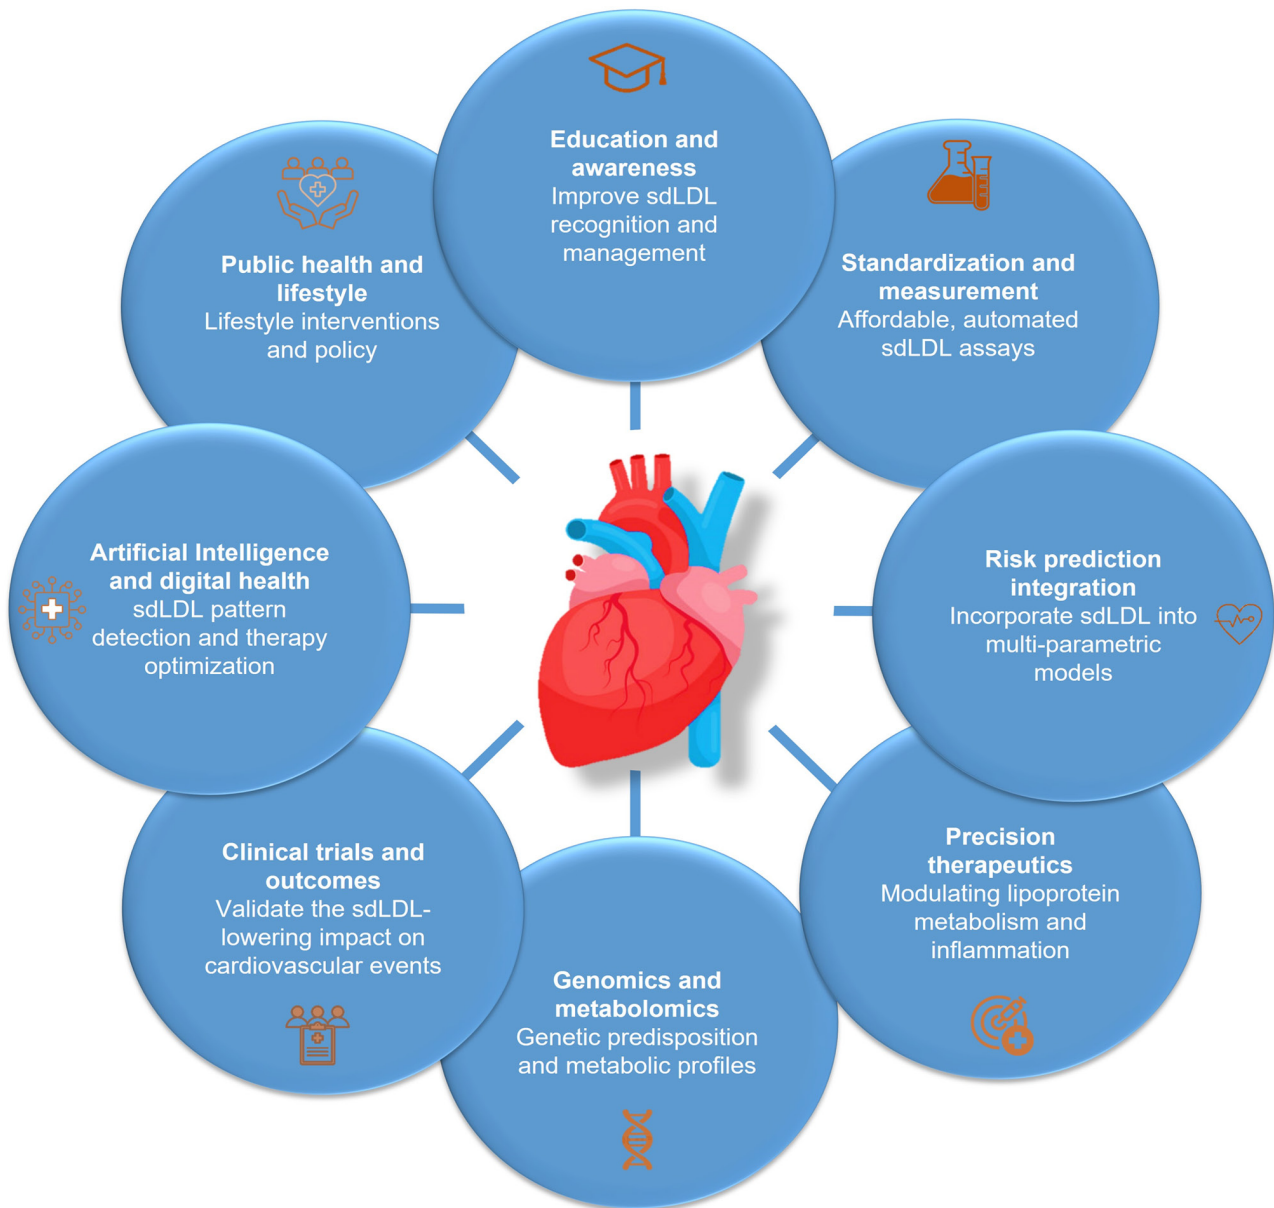 Education and
awareness
Improve sdLDL
recognition and
management
Standardization and
measurement
Affordable, automated
sdLDL assays
Risk prediction
integration
Incorporate sdLDL into
multi-parametric
models
Precision
therapeutics
Modulating lipoprotein
metabolism and
inflammation
Genomics and
metabolomics
Genetic predisposition
and metabolic profiles
Clinical trials and
outcomes
Validate the sdLDL-
lowering impact on
cardiovascular events
Artificial Intelligence
and digital health
sdLDL pattern
detection and therapy
optimization
Public health and
lifestyle
Lifestyle interventions
and policy